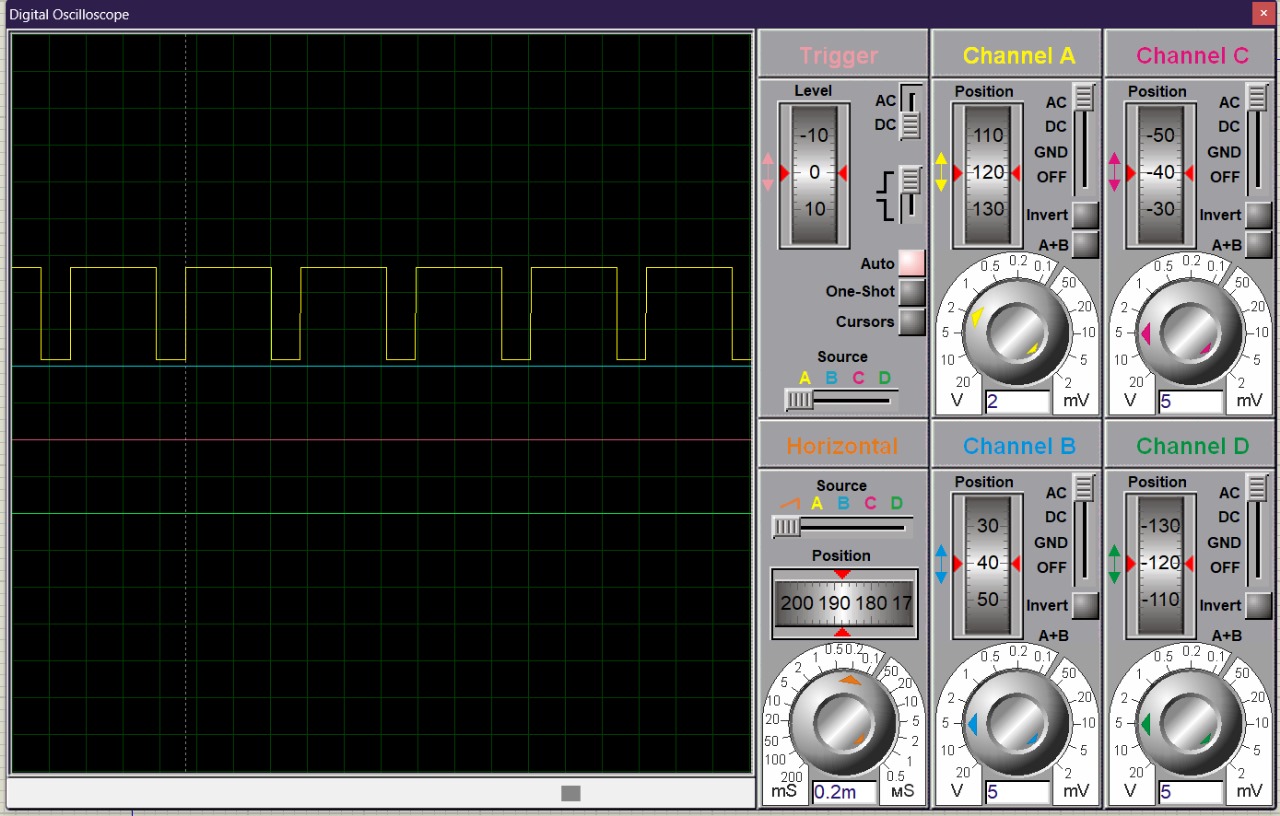 Digital Oscilloscope
Trigger
Level
-10
0
10
AC
DC
Auto
One-Shot
Cursors
Source
A B C D
Channel A
Position
110
120
130
AC
DC
GND
OFF
Invert
A+B
20 10 5 2 1 0.5 0.2 0.1 50 20 10 5 2
V 2 mV
Channel C
Position
-50
-40
-30
AC
DC
GND
OFF
Invert
A+B
20 10 5 2 1 0.5 0.2 0.1 50 20 10 5 2
V 5 mV
Horizontal
Source
A B C D
Position
200 190 180 17
200 100 50 20 10 5 2 1 0.5 0.2 0.1 50 20 10 5 2 1 0.5
mS 0.2m мS
Channel B
Position
30
40
50
AC
DC
GND
OFF
Invert
A+B
20 10 5 2 1 0.5 0.2 0.1 50 20 10 5 2
V 5 mV
Channel D
Position
-130
-120
-110
AC
DC
GND
OFF
Invert
A+B
20 10 5 2 1 0.5 0.2 0.1 50 20 10 5 2
V 5 mV